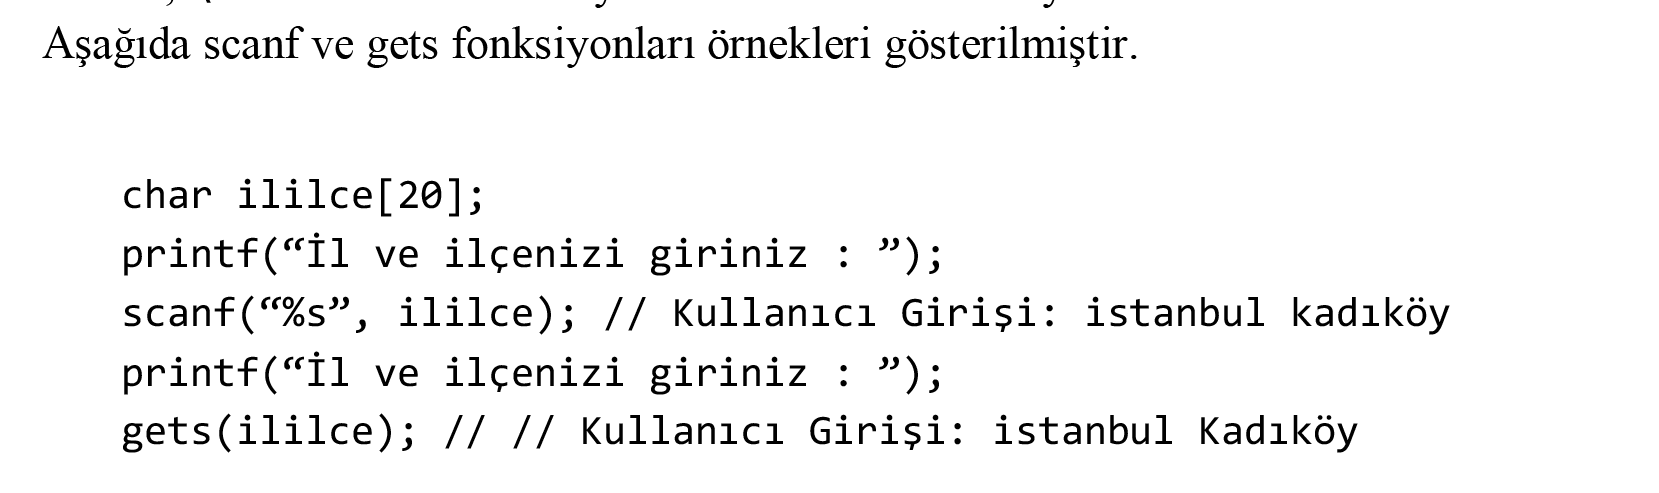 Aşağıda scanf ve gets fonksiyonları örnekleri gösterilmiştir.
char ililce[20];
printf(“İl ve ilçenizi giriniz : ”);
scanf(“%s”, ililce); // Kullanıcı Girişi: istanbul kadıköy
printf(“İl ve ilçenizi giriniz : ”);
gets(ililce); // // Kullanıcı Girişi: istanbul Kadıköy